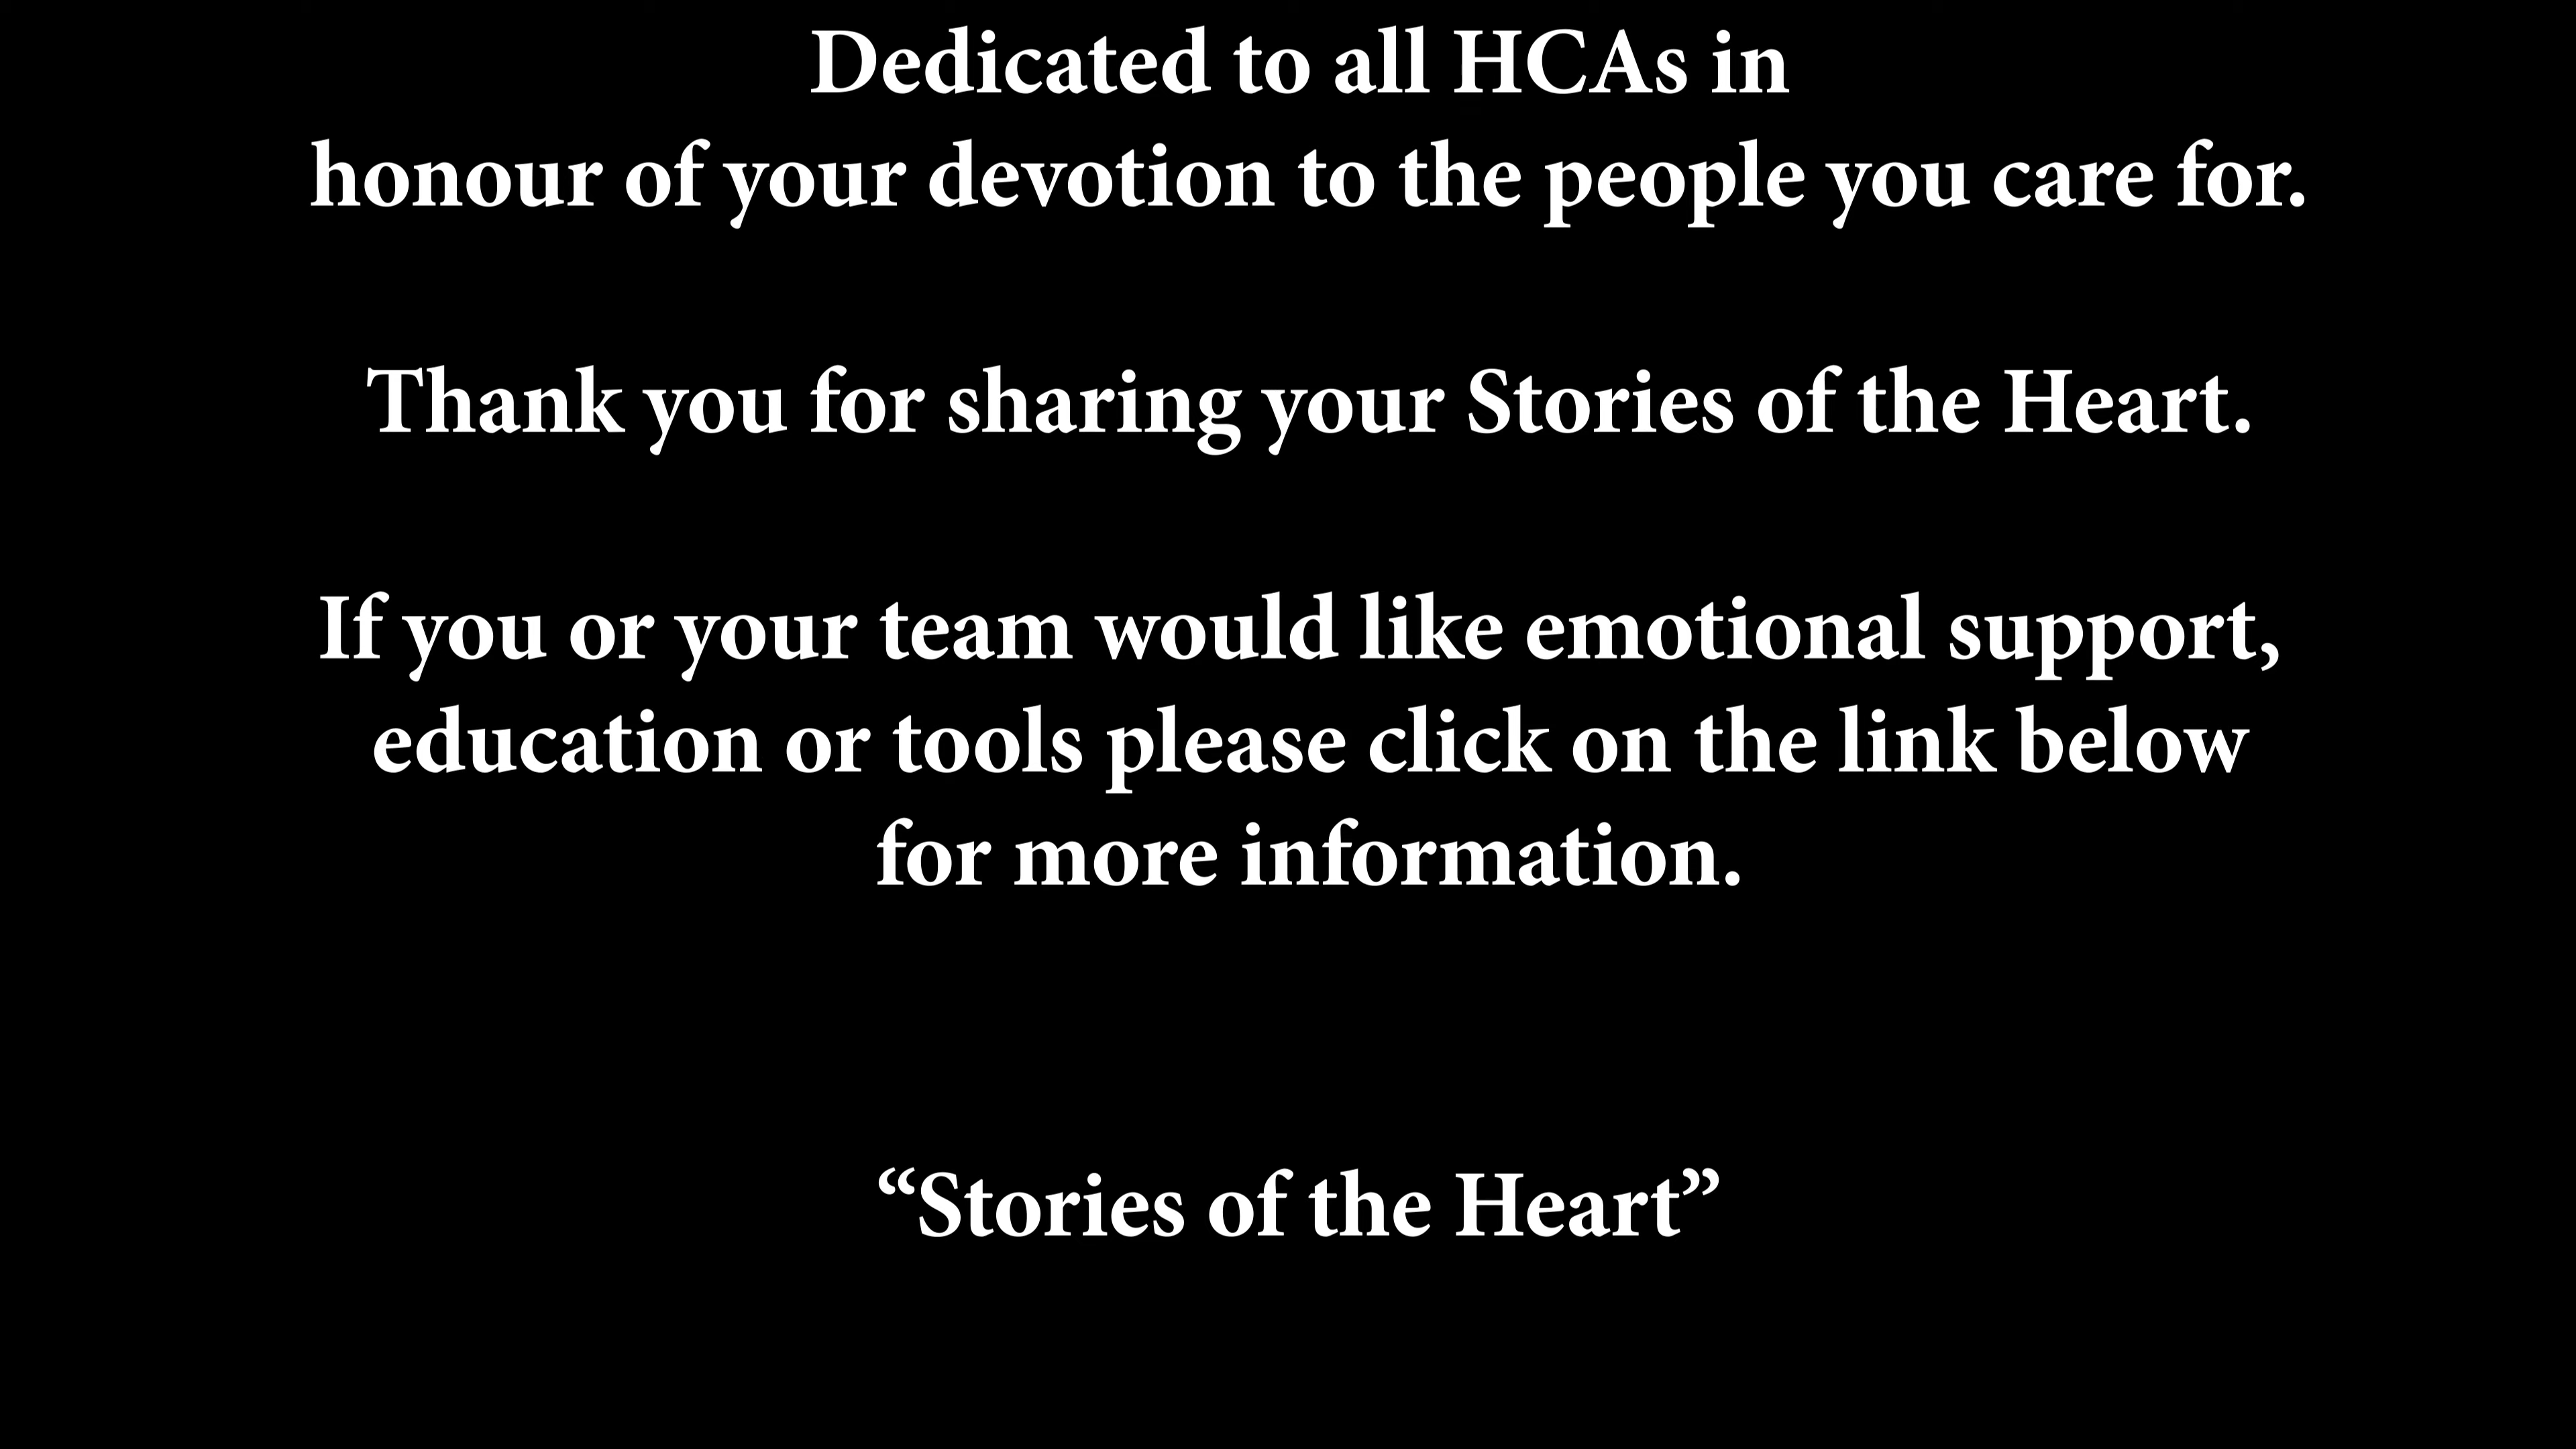 Dedicated to all HCAs in
honour of your devotion to the people you care for.
Thank you for sharing your Stories of the Heart.
If you or your team would like emotional support,
education or tools please click on the link below
for more information.
“Stories of the Heart”